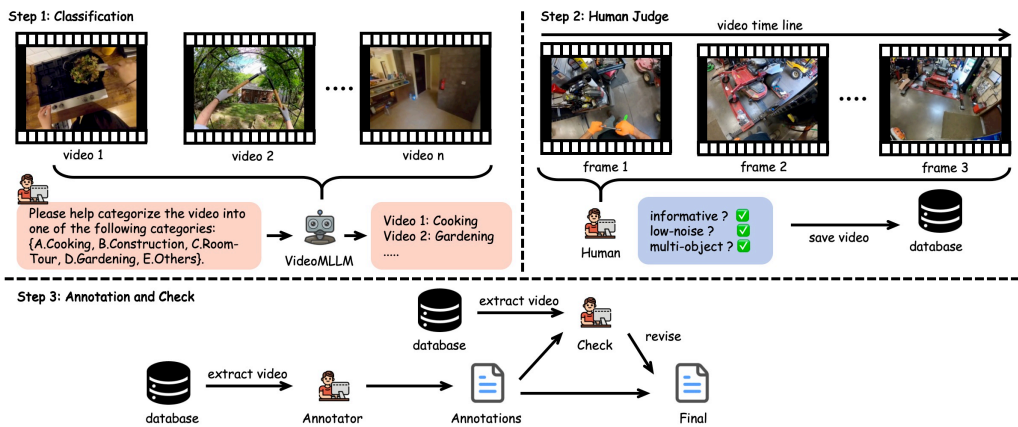 Step 1: Classification
video 1
video 2
video n
Please help categorize the video into
one of the following categories:
{A.Cooking, B.Construction, C.Room-
Tour, D.Gardening, E.Others}.
VideoMLLM
Video 1: Cooking
Video 2: Gardening
.....
Step 2: Human Judge
video time line
frame 1
frame 2
frame 3
Human
informative ?
low-noise ?
multi-object ?
save video
database
Step 3: Annotation and Check
database
extract video
Check
revise
database
extract video
Annotator
Annotations
Final